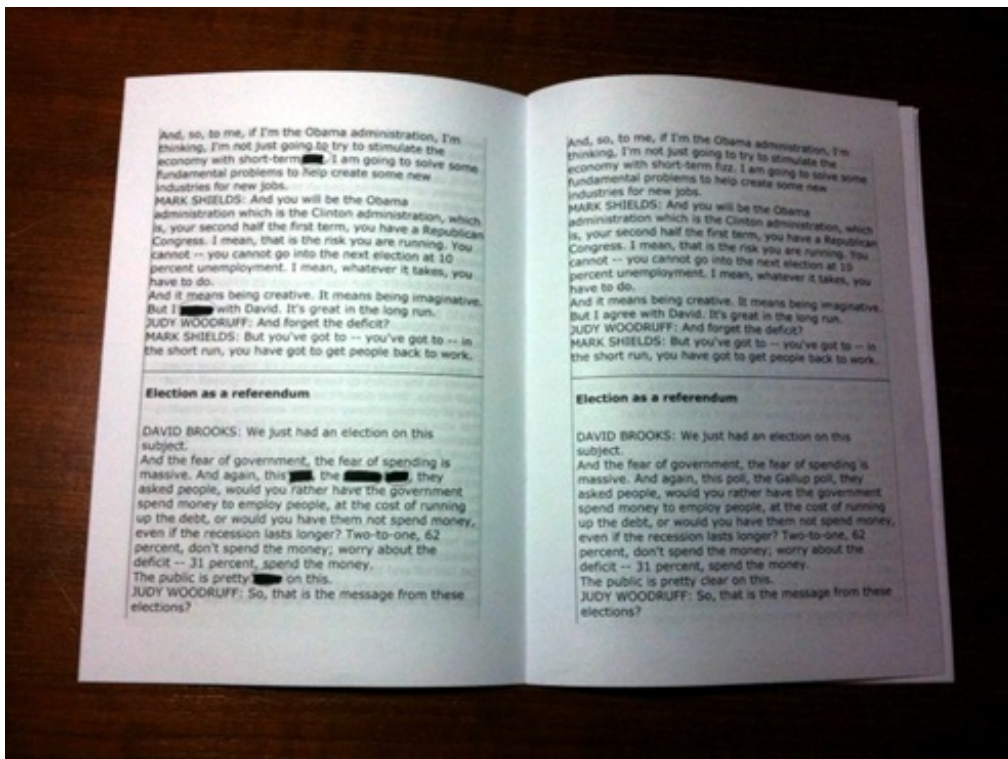 And, so, to me, if I'm the Obama administration, I'm
thinking, I'm not just going to try to stimulate the
economy with short-term I am going to solve some
fundamental problems to help create some new
industries for new jobs.
MARK SHIELDS: And you will be the Obama
administration which is the Clinton administration, which
is, your second half the first term, you have a Republican
Congress. I mean, that is the risk you are running. You
cannot -- you cannot go into the next election at 10
percent unemployment. I mean, whatever it takes, you
have to do.
And it means being creative. It means being imaginative.
But I with David. It's great in the long run.
JUDY WOODRUFF: And forget the deficit?
MARK SHIELDS: But you've got to -- you've got to -- in
the short run, you have got to get people back to work.
Election as a referendum
DAVID BROOKS: We just had an election on this
subject.
And the fear of government, the fear of spending is
massive. And again, this , the , they
asked people, would you rather have the government
spend money to employ people, at the cost of running
up the debt, or would you have them not spend money,
even if the recession lasts longer? Two-to-one, 62
percent, don't spend the money; worry about the
deficit -- 31 percent, spend the money.
The public is pretty on this.
JUDY WOODRUFF: So, that is the message from these
elections?
And, so, to me, if I'm the Obama administration, I'm
thinking, I'm not just going to try to stimulate the
economy with short-term fuzz. I am going to solve some
fundamental problems to help create some new
industries for new jobs.
MARK SHIELDS: And you will be the Obama
administration which is the Clinton administration, which
is, your second half the first term, you have a Republican
Congress. I mean, that is the risk you are running. You
cannot -- you cannot go into the next election at 10
percent unemployment. I mean, whatever it takes, you
have to do.
And it means being creative. It means being imaginative.
But I agree with David. It's great in the long run.
JUDY WOODRUFF: And forget the deficit?
MARK SHIELDS: But you've got to -- you've got to -- in
the short run, you have got to get people back to work.
Election as a referendum
DAVID BROOKS: We just had an election on this
subject.
And the fear of government, the fear of spending is
massive. And again, this poll, the Gallup poll, they
asked people, would you rather have the government
spend money to employ people, at the cost of running
up the debt, or would you have them not spend money,
even if the recession lasts longer? Two-to-one, 62
percent, don't spend the money; worry about the
deficit -- 31 percent, spend the money.
The public is pretty clear on this.
JUDY WOODRUFF: So, that is the message from these
elections?